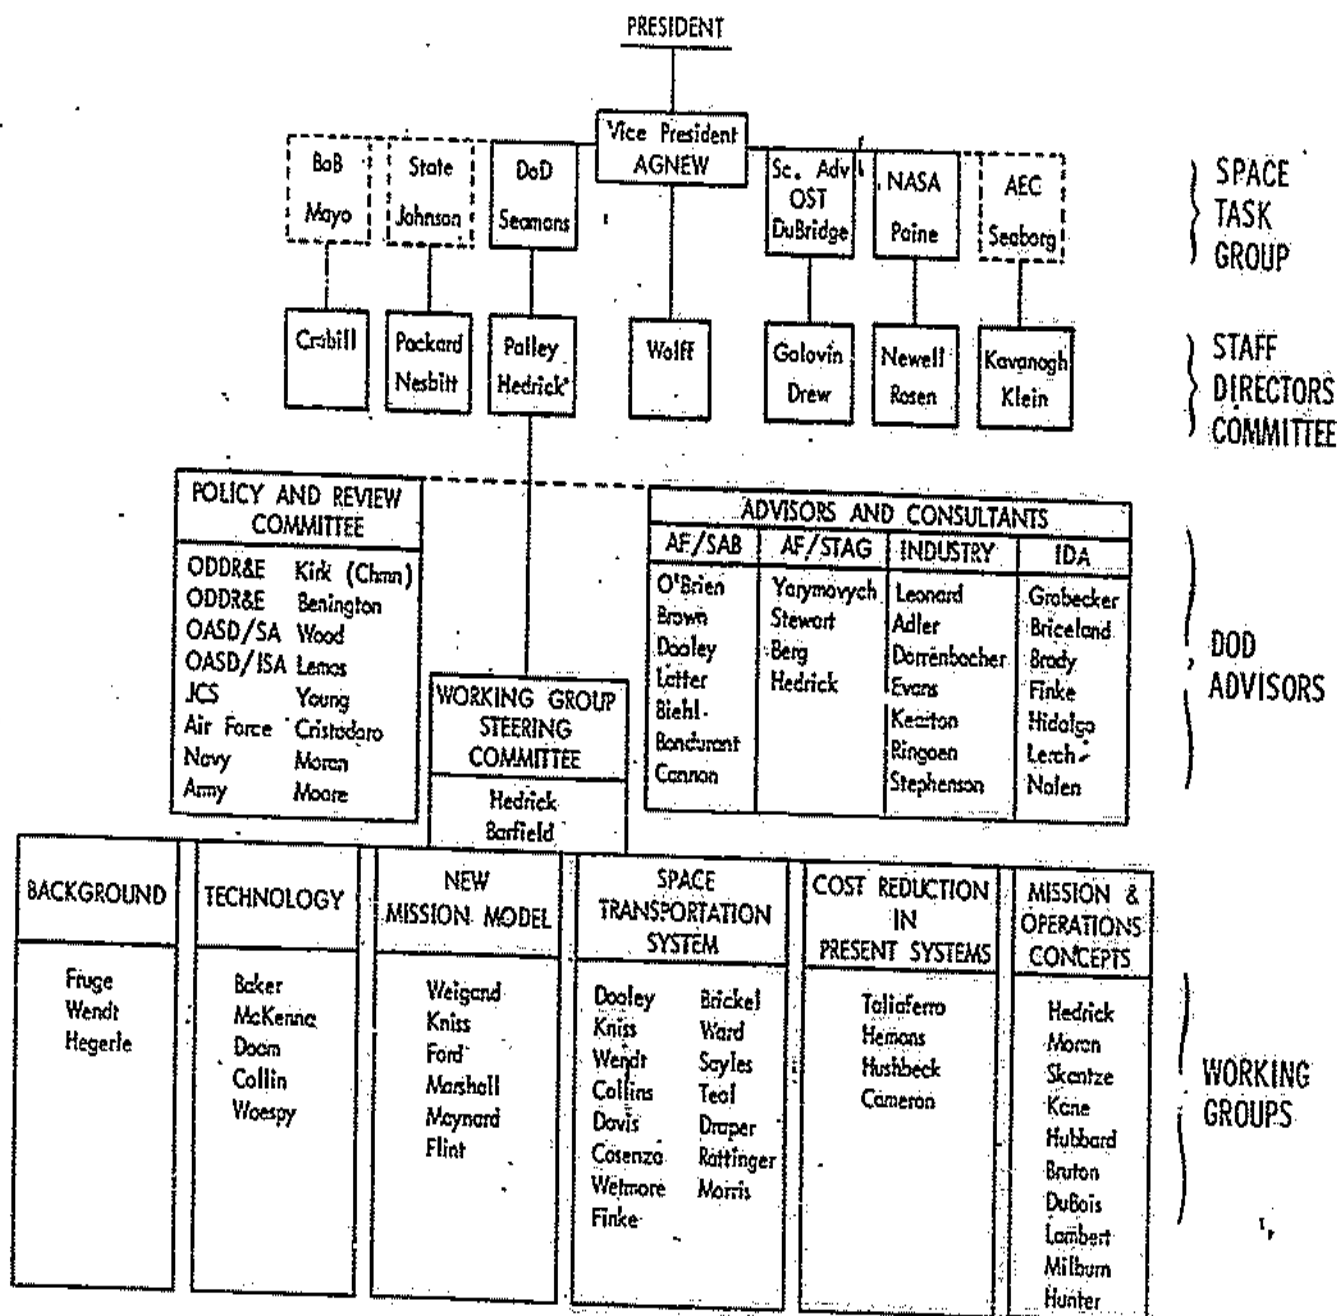 PRESIDENT
Vice President
AGNEW
BoB
Mayo
State
Johnson
DoD
Seamans
Sc. Adv
OST
DuBridge
NASA
Paine
AEC
Seaborg
SPACE
TASK
GROUP
Crabill
Packard
Nesbitt
Palley
Hedrick
Wolff
Golovin
Drew
Newell
Rosen
Kavanagh
Klein
STAFF
DIRECTORS
COMMITTEE
POLICY AND REVIEW
COMMITTEE
ODDR&E Kirk (Chmn)
ODDR&E Benington
OASD/SA Wood
OASD/ISA Lemos
JCS Young
Air Force Cristadoro
Navy Moran
Army Moore
ADVISORS AND CONSULTANTS
AF/SAB
O'Brien
Brown
Dooley
Latter
Biehl
Bondurant
Cannon
AF/STAG
Yarymovych
Stewart
Berg
Hedrick
INDUSTRY
Leonard
Adler
Dorrenbacher
Evans
Kearton
Ringoen
Stephenson
IDA
Grobecker
Briceland
Brady
Finke
Hidalgo
Lerch
Nolen
DOD
ADVISORS
WORKING GROUP
STEERING
COMMITTEE
Hedrick
Barfield
BACKGROUND
Fruge
Wendt
Hegerle
TECHNOLOGY
Baker
McKenna
Doom
Collin
Woespy
NEW
MISSION MODEL
Weigand
Kniss
Ford
Marshall
Maynard
Flint
SPACE
TRANSPORTATION
SYSTEM
Dooley Brickel
Kniss Ward
Wendt Sayles
Collins Teal
Davis Draper
Cosenza Rattinger
Wetmore Morris
Finke
COST REDUCTION
IN
PRESENT SYSTEMS
Taliaferro
Hemans
Hushbeck
Cameron
MISSION &
OPERATIONS
CONCEPTS
Hedrick
Moran
Skantze
Kane
Hubbard
Bruton
DuBois
Lambert
Milburn
Hunter
WORKING
GROUPS